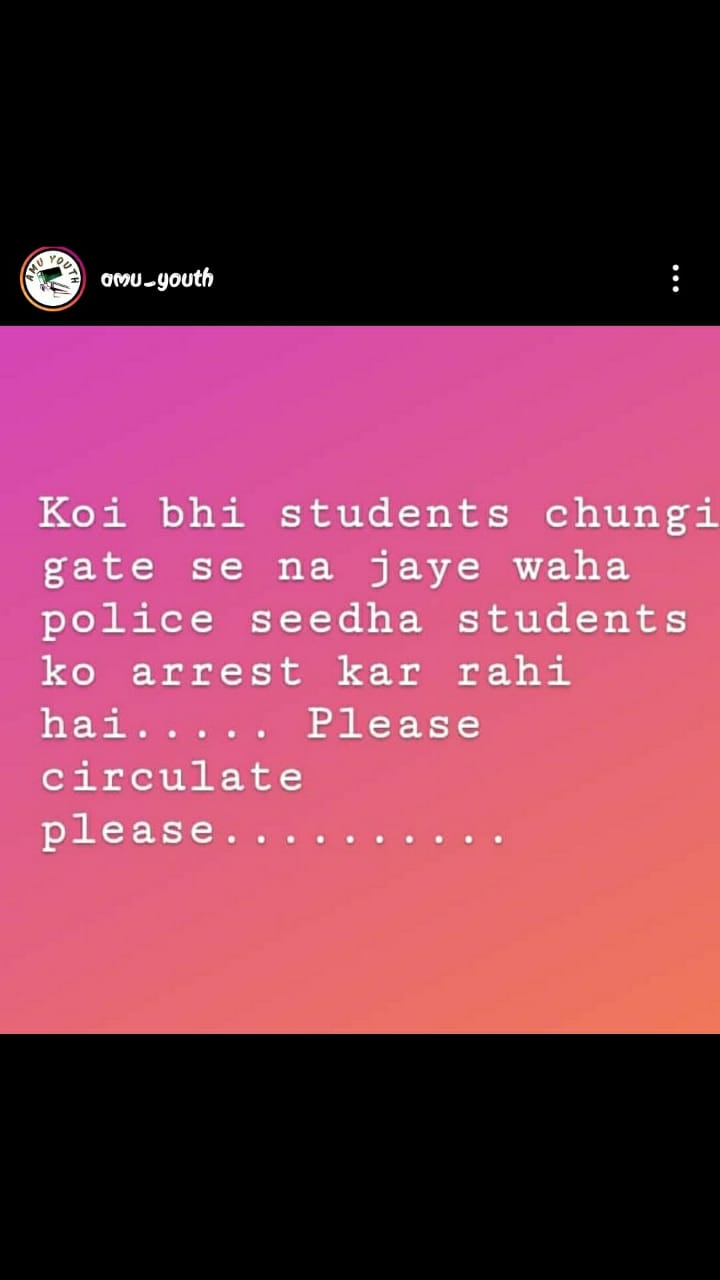 AMU YOUTH
amu_youth
Koi bhi students chungi
gate se na jaye waha
police seedha students
ko arrest kar rahi
hai..... Please
circulate
please..........